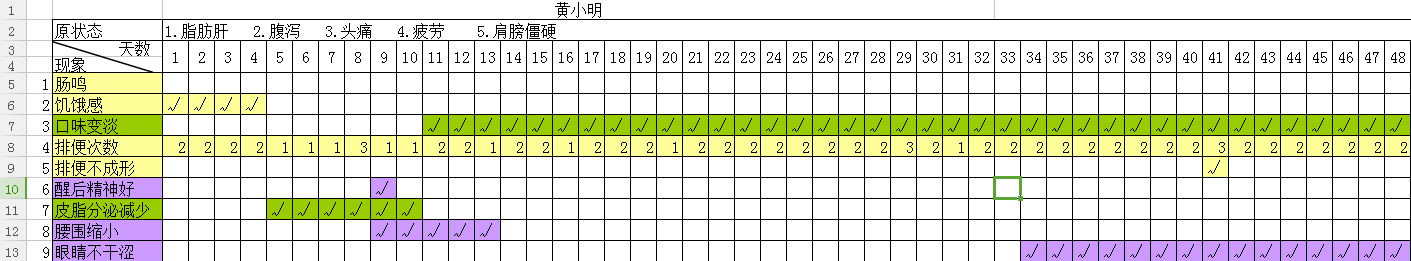 1 黄小明
2 原状态 1.脂肪肝 2.腹泻 3.头痛 4.疲劳 5.肩膀僵硬
3 天数 1 2 3 4 5 6 7 8 9 10 11 12 13 14 15 16 17 18 19 20 21 22 23 24 25 26 27 28 29 30 31 32 33 34 35 36 37 38 39 40 41 42 43 44 45 46 47 48
4 现象
5 1 肠鸣
6 2 饥饿感 √ √ √ √
7 3 口味变淡 √ √ √ √ √ √ √ √ √ √ √ √ √ √ √ √ √ √ √ √ √ √ √ √ √ √ √ √ √ √ √ √ √ √ √ √ √ √
8 4 排便次数 2 2 2 2 1 1 1 3 1 1 2 2 1 2 2 1 2 2 2 1 2 2 2 2 2 2 2 2 3 2 1 2 2 2 2 2 2 2 2 2 3 2 2 2 2 2 2 2
9 5 排便不成形 √
10 6 醒后精神好 √
11 7 皮脂分泌减少 √ √ √ √ √ √
12 8 腰围缩小 √ √ √ √ √
13 9 眼睛不干涩 √ √ √ √ √ √ √ √ √ √ √ √ √ √ √